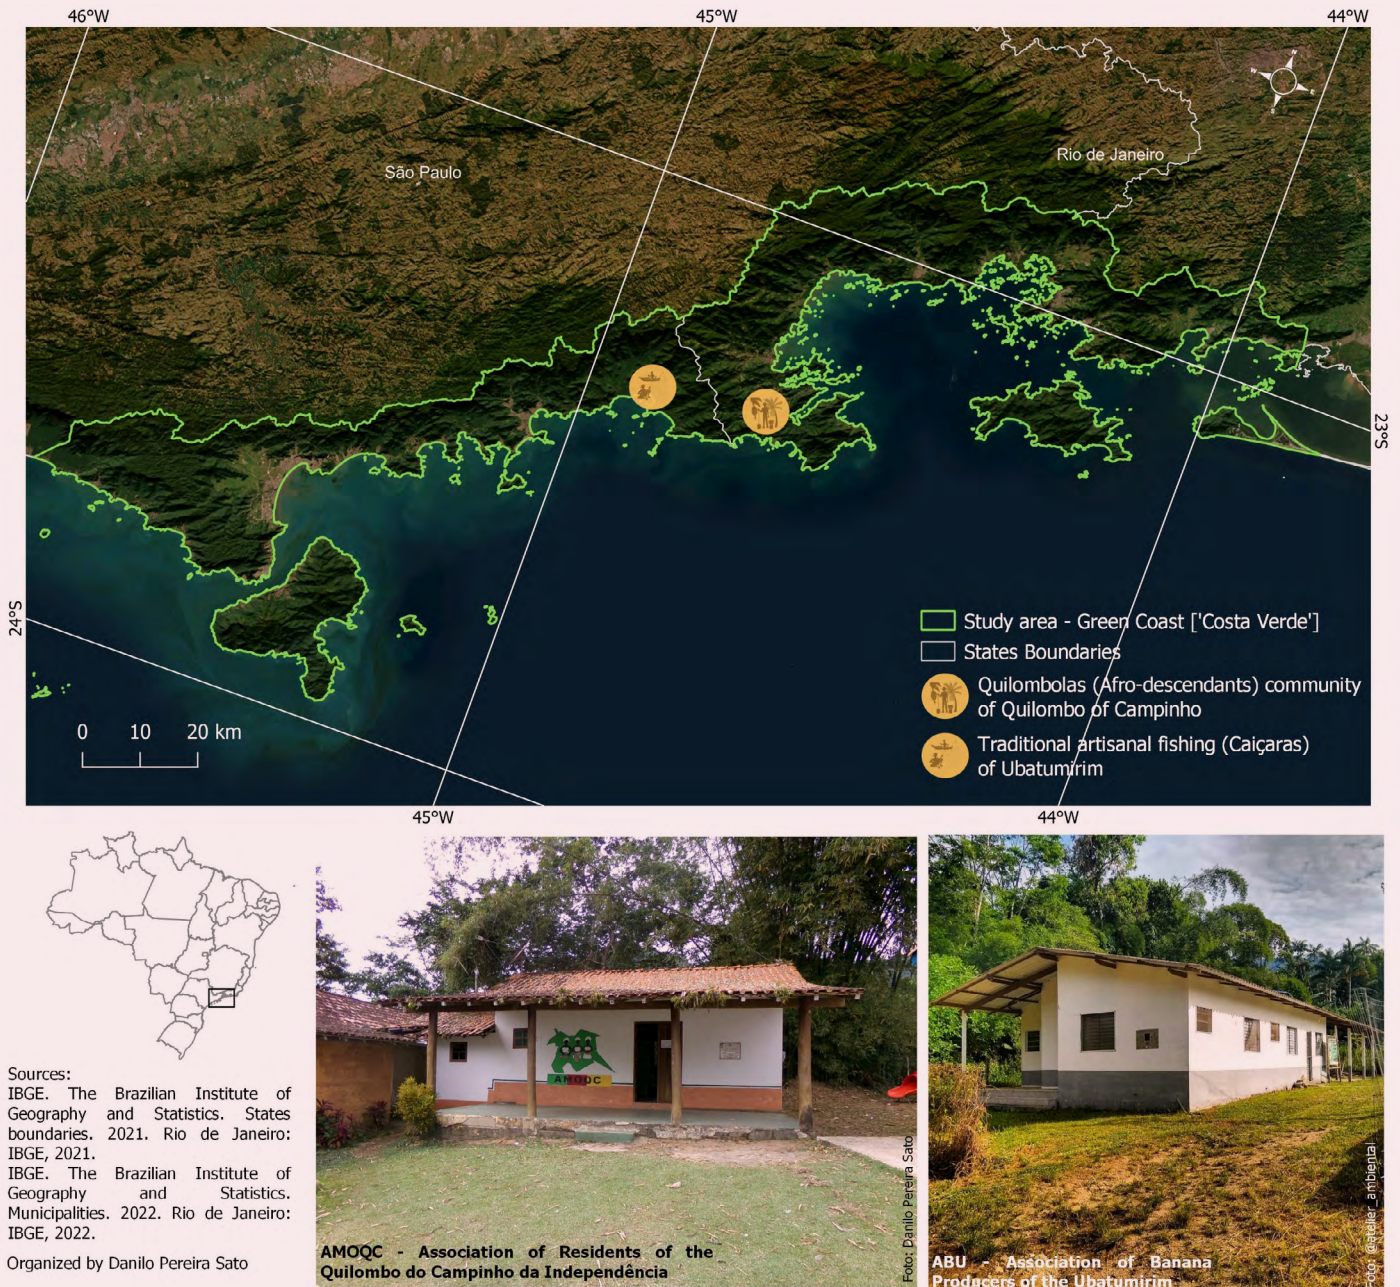 46°W
45°W
44°W
São Paulo
Rio de Janeiro
23°S
24°S
Study area - Green Coast ['Costa Verde']
States Boundaries
Quilombolas (Afro-descendants) community
of Quilombo of Campinho
Traditional artisanal fishing (Caiçaras)
of Ubatumirim
0 10 20 km
45°W
44°W
Sources:
IBGE. The Brazilian Institute of
Geography and Statistics. States
boundaries. 2021. Rio de Janeiro:
IBGE, 2021.
IBGE. The Brazilian Institute of
Geography and Statistics.
Municipalities. 2022. Rio de Janeiro:
IBGE, 2022.
Organized by Danilo Pereira Sato
AMOQC
AMOQC - Association of Residents of the
Quilombo do Campinho da Independência
Foto: Danilo Pereira Sato
ABU - Association of Banana
Producers of the Ubatumirim
Foto: @atelier_ambiental